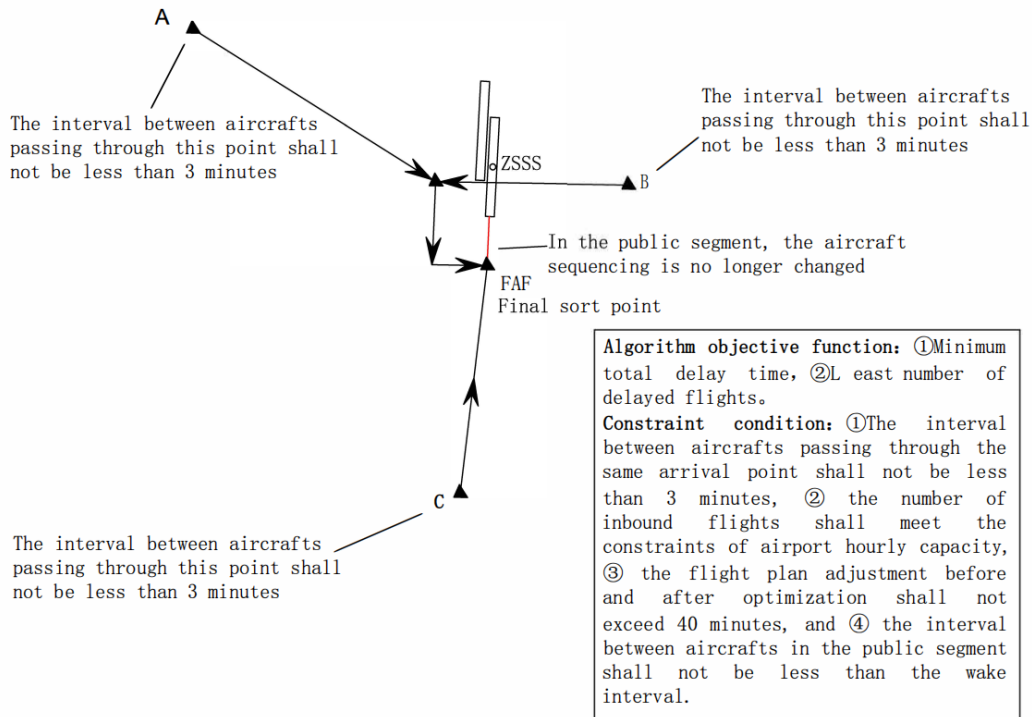 A
The interval between aircrafts
passing through this point shall
not be less than 3 minutes
ZSSS
The interval between aircrafts
passing through this point shall
not be less than 3 minutes
B
In the public segment, the aircraft
sequencing is no longer changed
FAF
Final sort point
C
The interval between aircrafts
passing through this point shall
not be less than 3 minutes
Algorithm objective function: ①Minimum
total delay time, ②L east number of
delayed flights。
Constraint condition: ①The interval
between aircrafts passing through the
same arrival point shall not be less
than 3 minutes, ② the number of
inbound flights shall meet the
constraints of airport hourly capacity,
③ the flight plan adjustment before
and after optimization shall not
exceed 40 minutes, and ④ the interval
between aircrafts in the public segment
shall not be less than the wake
interval.